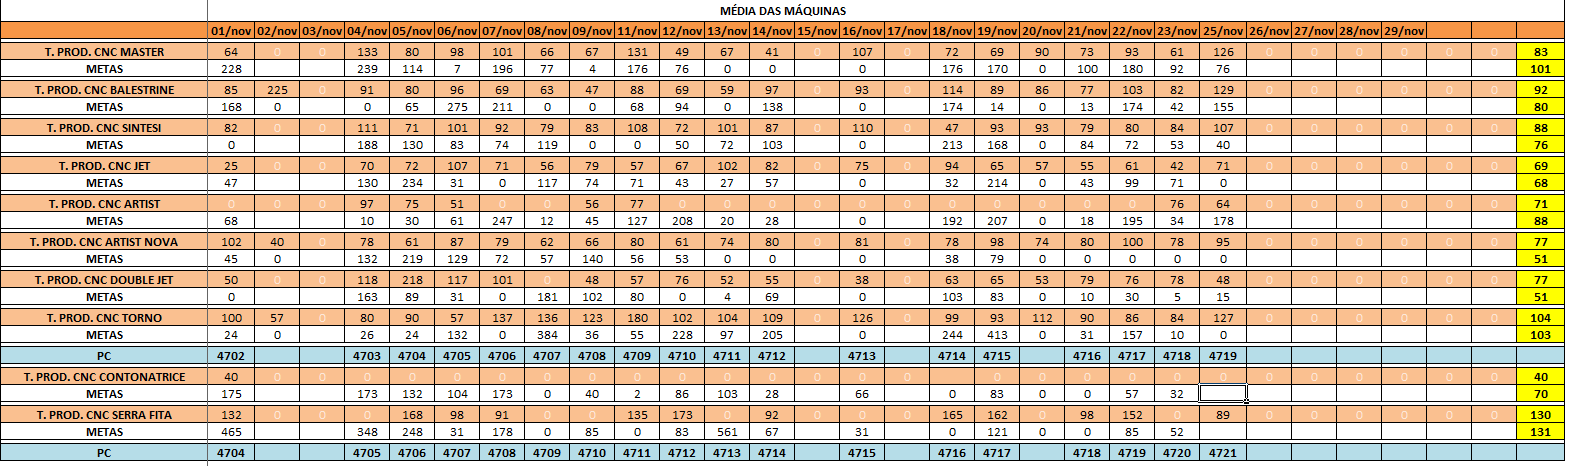 MÉDIA DAS MÁQUINAS
01/nov 02/nov 03/nov 04/nov 05/nov 06/nov 07/nov 08/nov 09/nov 11/nov 12/nov 13/nov 14/nov 15/nov 16/nov 17/nov 18/nov 19/nov 20/nov 21/nov 22/nov 23/nov 25/nov 26/nov 27/nov 28/nov 29/nov
T. PROD. CNC MASTER 64 0 0 133 80 98 101 66 67 131 49 67 41 0 107 0 72 69 90 73 93 61 126 0 0 0 0 0 0 83
METAS 228 239 114 7 196 77 4 176 76 0 0 0 176 170 0 100 180 92 76 101
T. PROD. CNC BALESTRINE 85 225 0 91 80 96 69 63 47 88 69 59 97 0 93 0 114 89 86 77 103 82 129 0 0 0 0 0 0 92
METAS 168 0 0 65 275 211 0 0 68 94 0 138 0 174 14 0 13 174 42 155 80
T. PROD. CNC SINTESI 82 0 0 111 71 101 92 79 83 108 72 101 87 0 110 0 47 93 93 79 80 84 107 0 0 0 0 0 0 88
METAS 0 188 130 83 74 119 0 0 50 72 103 0 213 168 0 84 72 53 40 76
T. PROD. CNC JET 25 0 0 70 72 107 71 56 79 57 67 102 82 0 75 0 94 65 57 55 61 42 71 0 0 0 0 0 0 69
METAS 47 130 234 31 0 117 74 71 43 27 57 0 32 214 0 43 99 71 0 68
T. PROD. CNC ARTIST 0 0 0 97 75 51 0 0 56 77 0 0 0 0 0 0 0 0 0 0 0 76 64 0 0 0 0 0 0 71
METAS 68 10 30 61 247 12 45 127 208 20 28 0 192 207 0 18 195 34 178 88
T. PROD. CNC ARTIST NOVA 102 40 0 78 61 87 79 62 66 80 61 74 80 0 81 0 78 98 74 80 100 78 95 0 0 0 0 0 0 77
METAS 45 0 132 219 129 72 57 140 56 53 0 0 0 38 79 0 0 0 0 0 51
T. PROD. CNC DOUBLE JET 50 0 0 118 218 117 101 0 48 57 76 52 55 0 38 0 63 65 53 79 76 78 48 0 0 0 0 0 0 77
METAS 0 163 89 31 0 181 102 80 0 4 69 0 103 83 0 10 30 5 15 51
T. PROD. CNC TORNO 100 57 0 80 90 57 137 136 123 180 102 104 109 0 126 0 99 93 112 90 86 84 127 0 0 0 0 0 0 104
METAS 24 0 26 24 132 0 384 36 55 228 97 205 0 244 413 0 31 157 10 0 103
PC 4702 4703 4704 4705 4706 4707 4708 4709 4710 4711 4712 4713 4714 4715 4716 4717 4718 4719
T. PROD. CNC CONTONATRICE 40 0 0 0 0 0 0 0 0 0 0 0 0 0 0 0 0 0 0 0 0 0 0 0 0 0 0 0 40
METAS 175 173 132 104 173 0 40 2 86 103 28 66 0 83 0 0 57 32 70
T. PROD. CNC SERRA FITA 132 0 0 0 168 98 91 0 0 135 173 0 92 0 0 0 165 162 0 98 152 0 89 0 0 0 0 0 0 130
METAS 465 348 248 31 178 0 85 0 83 561 67 31 0 121 0 0 85 52 131
PC 4704 4705 4706 4707 4708 4709 4710 4711 4712 4713 4714 4715 4716 4717 4718 4719 4720 4721